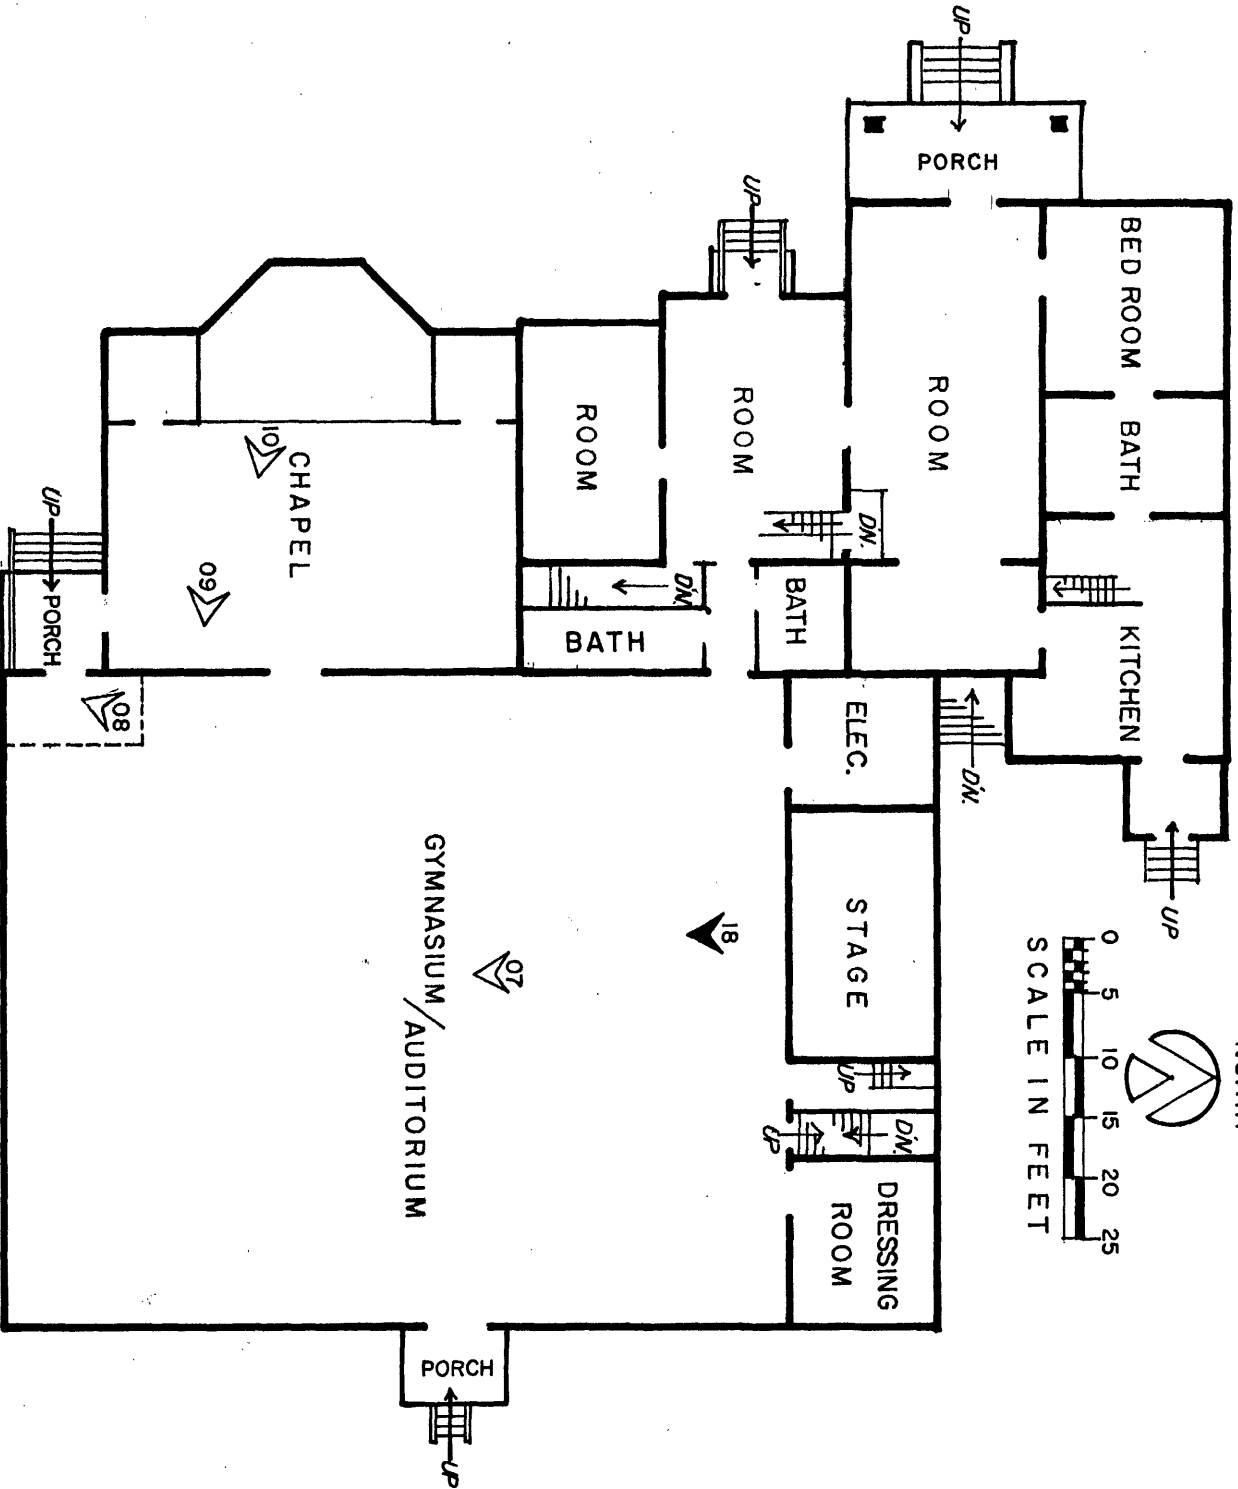 UP
PORCH
UP
BED ROOM
BATH
KITCHEN
UP
ROOM
DN.
ROOM
ROOM
DN.
BATH
BATH
DN.
ELEC.
STAGE
UP
DN.
UP
DRESSING
ROOM
CHAPEL
10
09
UP
PORCH
08
18
07
GYMNASIUM/
AUDITORIUM
PORCH
UP
0 5 10 15 20 25
SCALE IN FEET